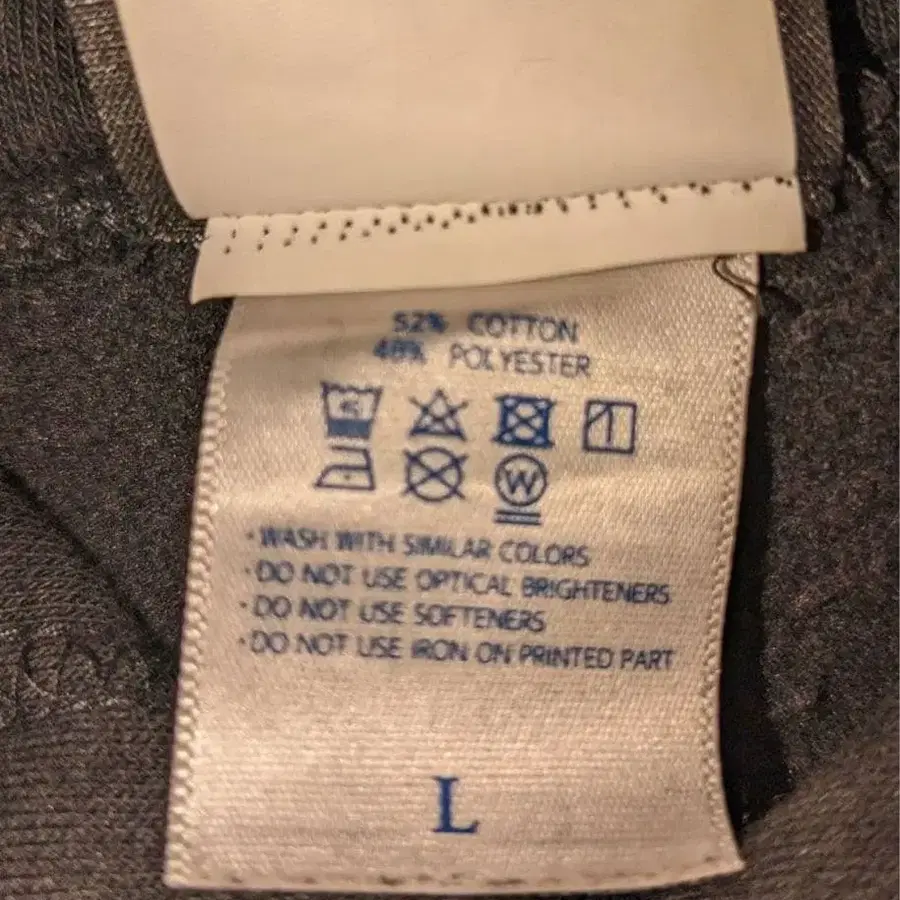 52% COTTON
48% POLYESTER
W
· WASH WITH SIMILAR COLORS
· DO NOT USE OPTICAL BRIGHTENERS
· DO NOT USE SOFTENERS
· DO NOT USE IRON ON PRINTED PART
L